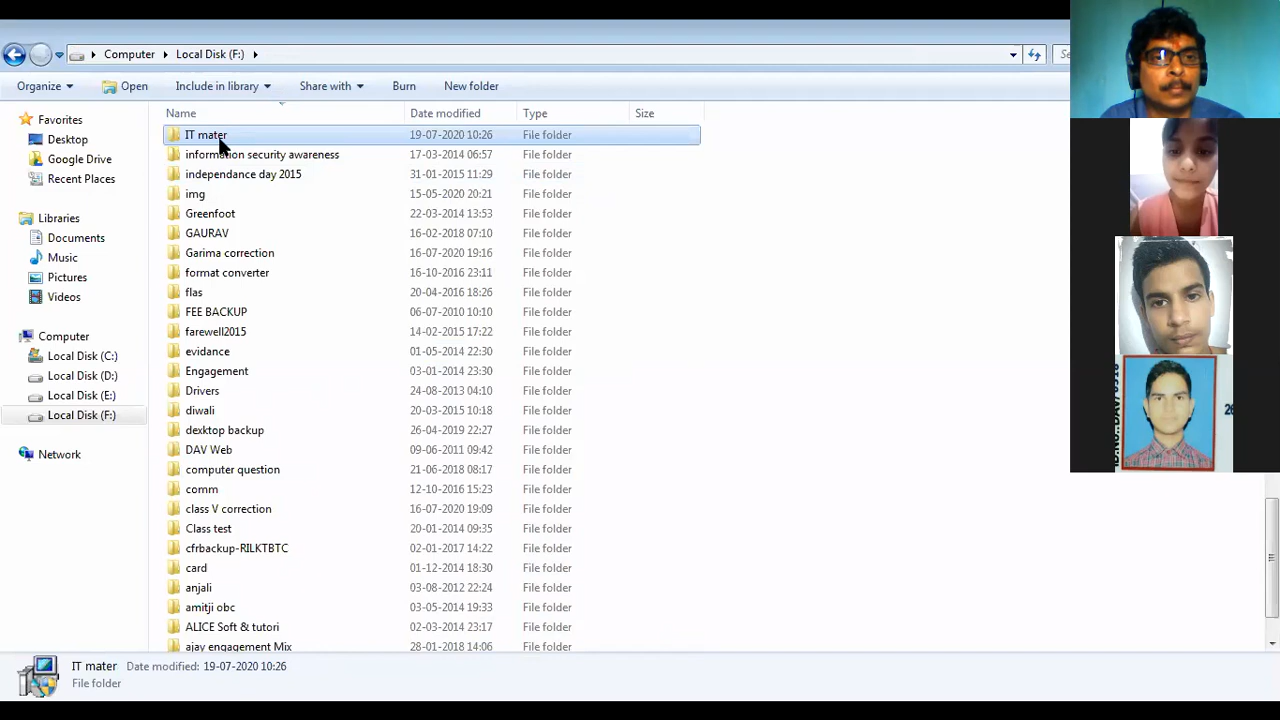 Computer Local Disk (F:) Se
Organize Open Include in library Share with Burn New folder
Name Date modified Type Size
Favorites
Desktop
Google Drive
Recent Places
Libraries
Documents
Music
Pictures
Videos
Computer
Local Disk (C:)
Local Disk (D:)
Local Disk (E:)
Local Disk (F:)
Network
IT mater 19-07-2020 10:26 File folder
information security awareness 17-03-2014 06:57 File folder
independance day 2015 31-01-2015 11:29 File folder
img 15-05-2020 20:21 File folder
Greenfoot 22-03-2014 13:53 File folder
GAURAV 16-02-2018 07:10 File folder
Garima correction 16-07-2020 19:16 File folder
format converter 16-10-2016 23:11 File folder
flas 20-04-2016 18:26 File folder
FEE BACKUP 06-07-2010 10:10 File folder
farewell2015 14-02-2015 17:22 File folder
evidance 01-05-2014 22:30 File folder
Engagement 03-01-2014 23:30 File folder
Drivers 24-08-2013 04:10 File folder
diwali 20-03-2015 10:18 File folder
dexktop backup 26-04-2019 22:27 File folder
DAV Web 09-06-2011 09:42 File folder
computer question 21-06-2018 08:17 File folder
comm 12-10-2016 15:23 File folder
class V correction 16-07-2020 19:09 File folder
Class test 20-01-2014 09:35 File folder
cfrbackup-RILKTBTC 02-01-2017 14:22 File folder
card 01-12-2014 18:30 File folder
anjali 03-08-2012 22:24 File folder
amitji obc 03-05-2014 19:33 File folder
ALICE Soft & tutori 02-03-2014 23:17 File folder
ajay engagement Mix 28-01-2018 14:06 File folder
IT mater Date modified: 19-07-2020 10:26
File folder